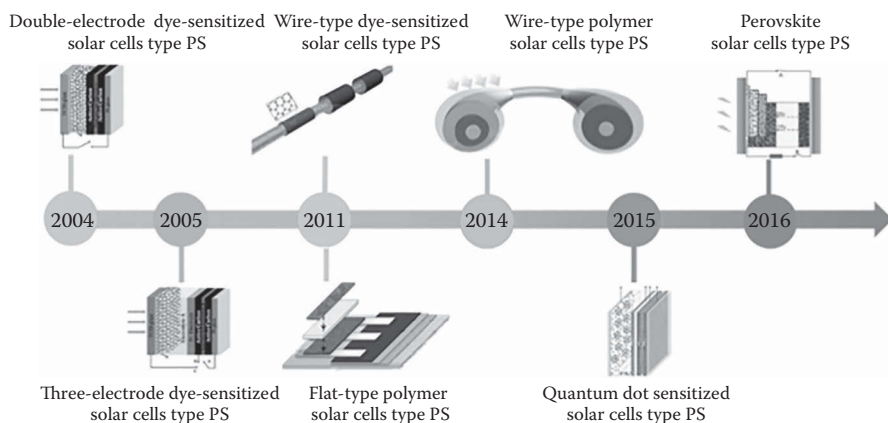 Double-electrode dye-sensitized
solar cells type PS
Wire-type dye-sensitized
solar cells type PS
Wire-type polymer
solar cells type PS
Perovskite
solar cells type PS
2004
2005
2011
2014
2015
2016
Three-electrode dye-sensitized
solar cells type PS
Flat-type polymer
solar cells type PS
Quantum dot sensitized
solar cells type PS